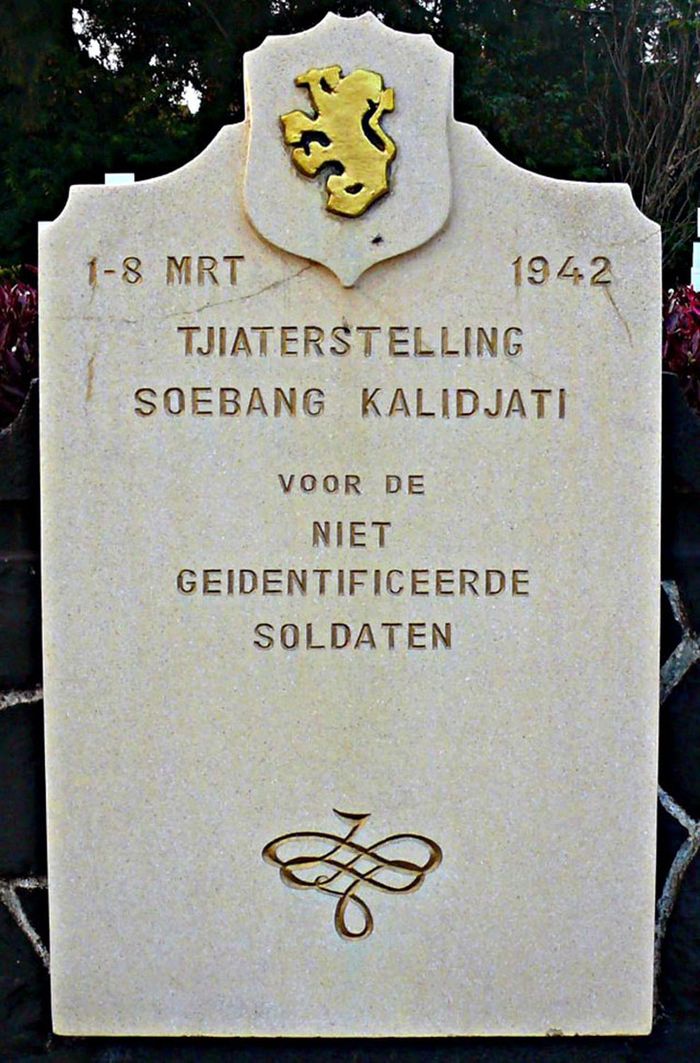 1-8 MRT 1942
TJIATERSTELLING
SOEBANG KALIDJATI
VOOR DE
NIET
GEIDENTIFICEERDE
SOLDATEN